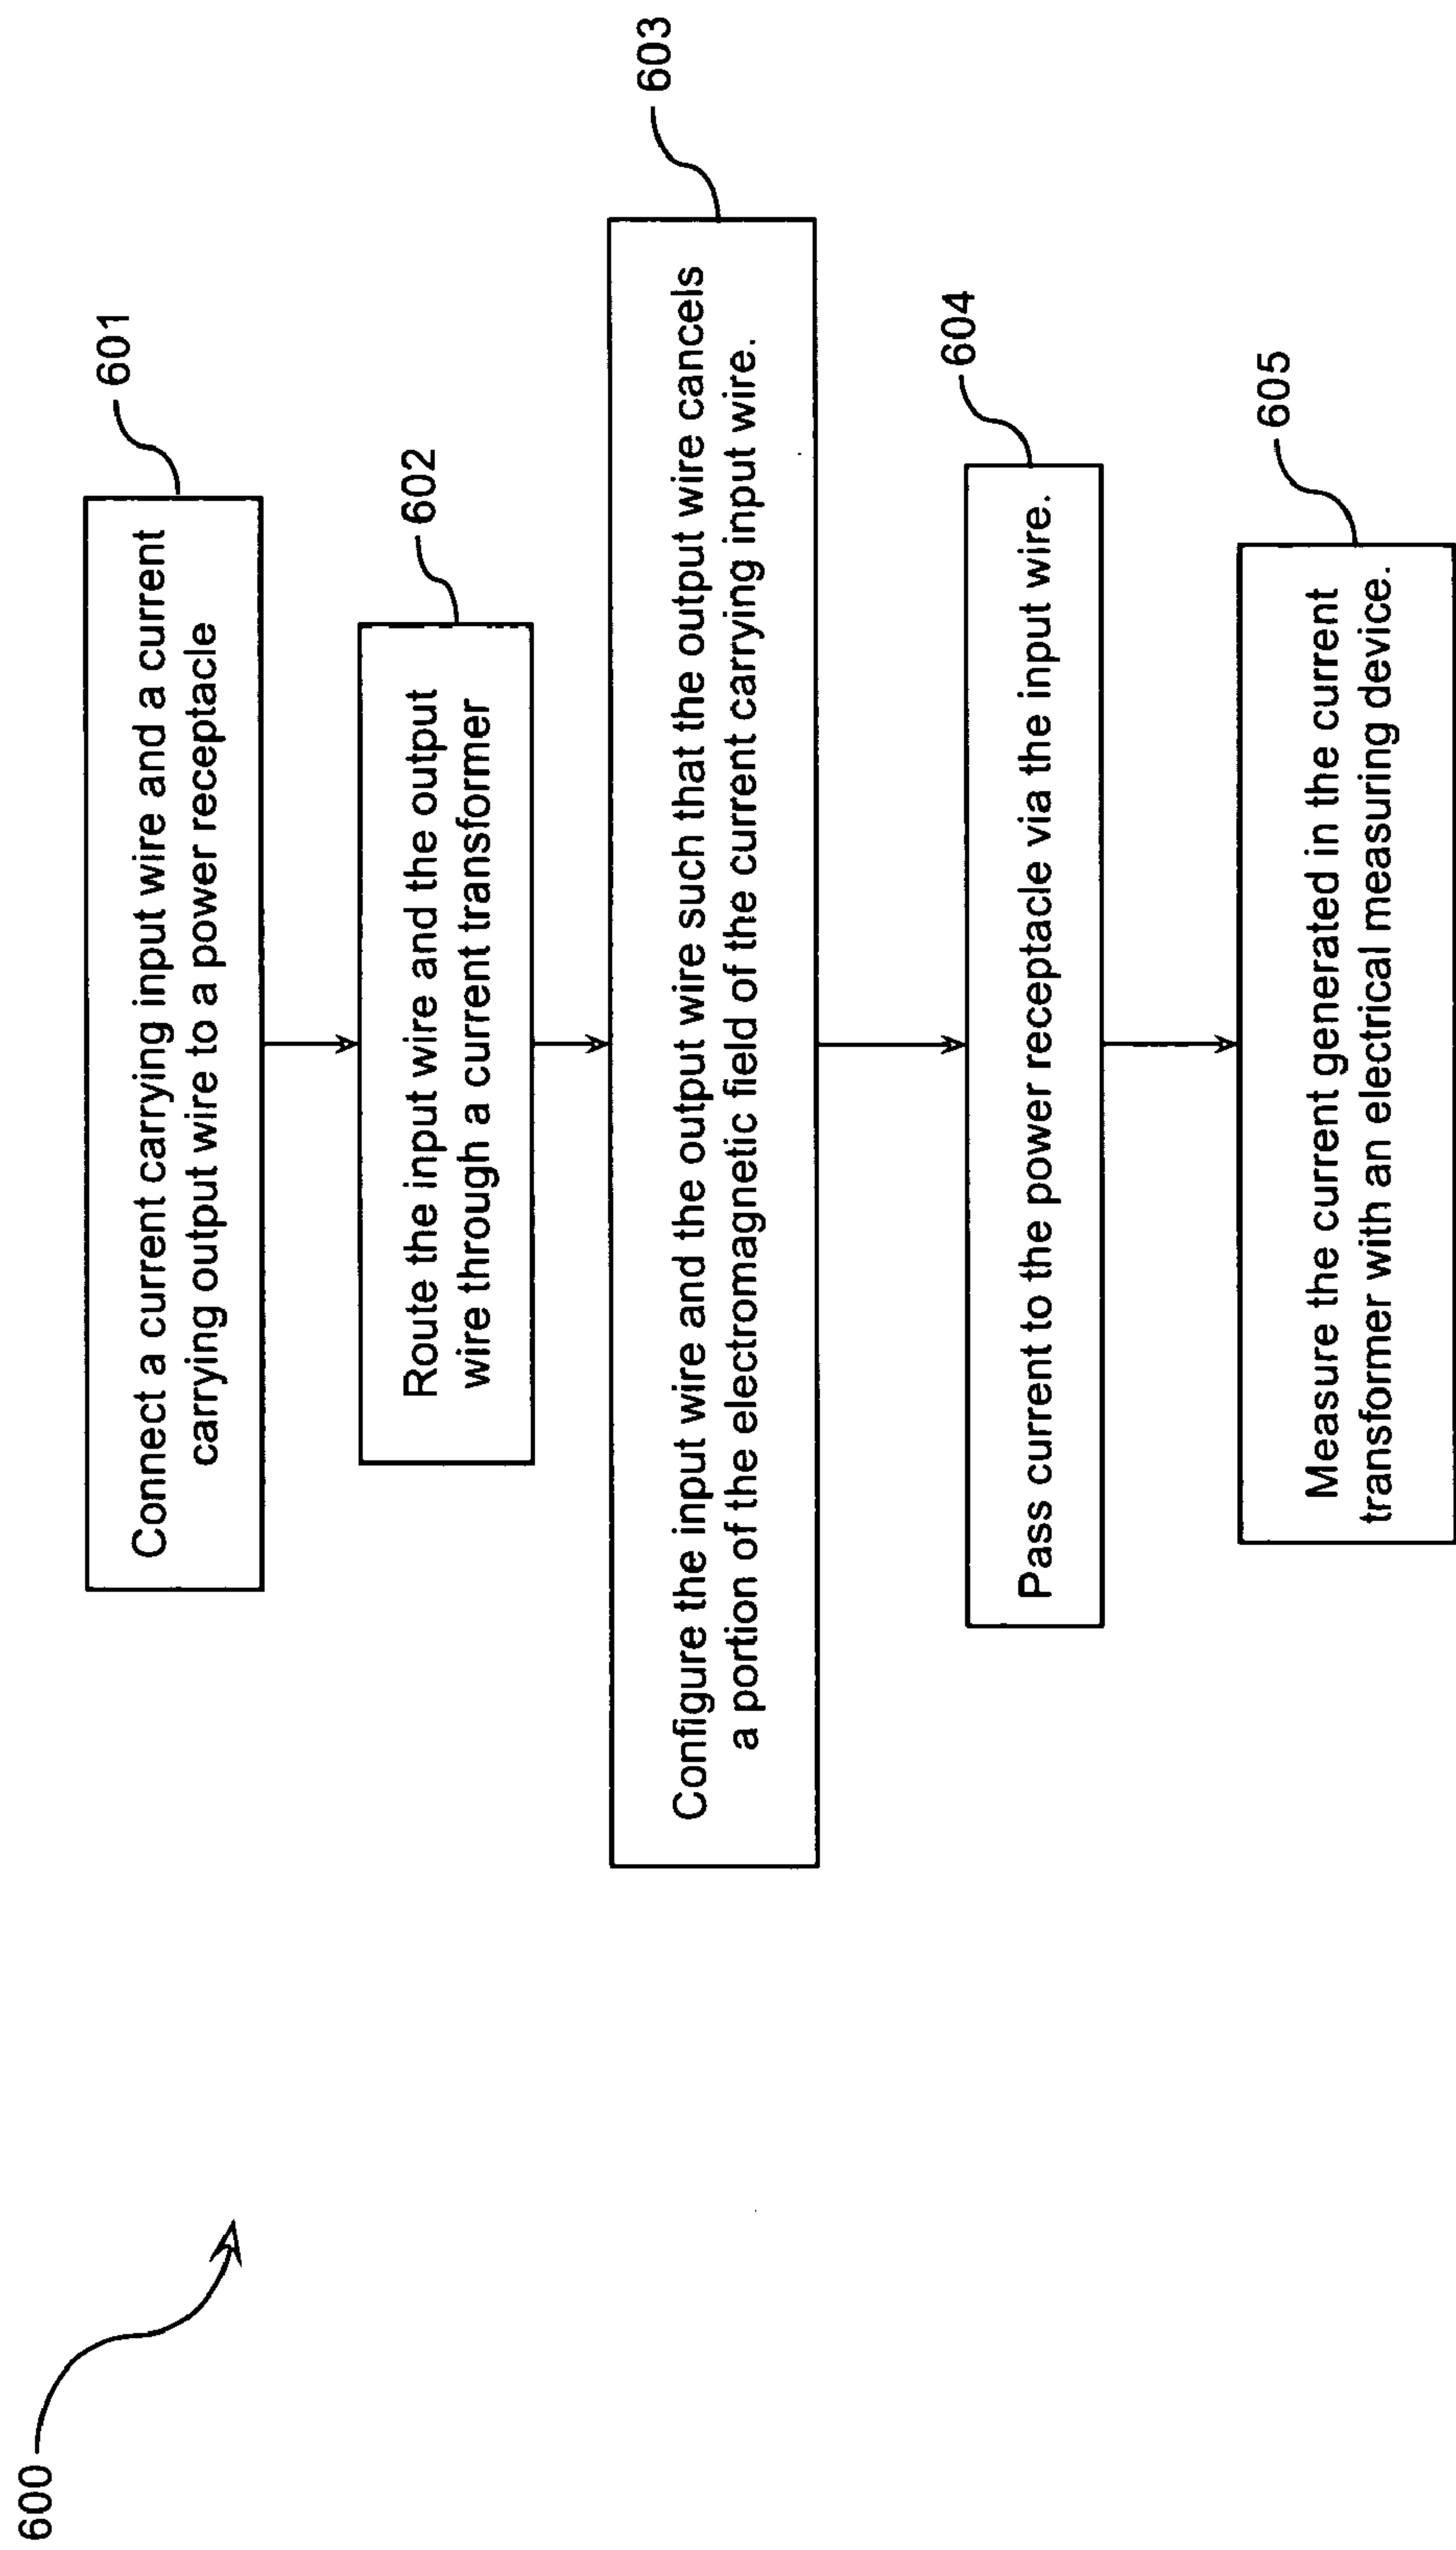 600
601
Connect a current carrying input wire and a current
carrying output wire to a power receptacle
602
Route the input wire and the output
wire through a current transformer
603
Configure the input wire and the output wire such that the output wire cancels
a portion of the electromagnetic field of the current carrying input wire.
604
Pass current to the power receptacle via the input wire.
605
Measure the current generated in the current
transformer with an electrical measuring device.